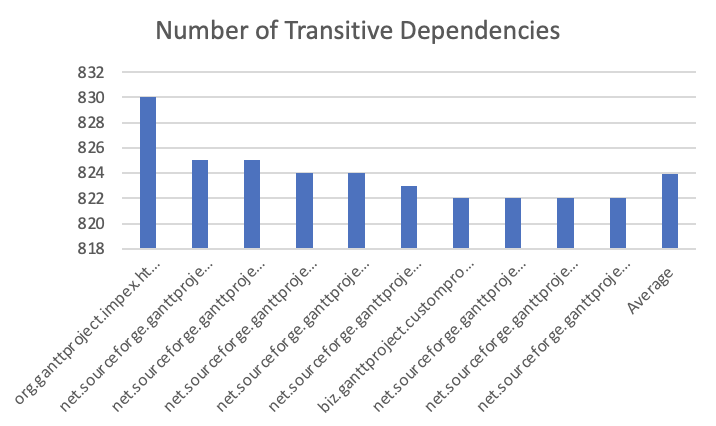 Number of Transitive Dependencies
832
830
828
826
824
822
820
818
org.ganttproject.impex.ht...
net.sourceforge.ganttproje...
net.sourceforge.ganttproje...
net.sourceforge.ganttproje...
net.sourceforge.ganttproje...
net.sourceforge.ganttproje...
biz.ganttproject.custompro...
net.sourceforge.ganttproje...
net.sourceforge.ganttproje...
net.sourceforge.ganttproje...
Average